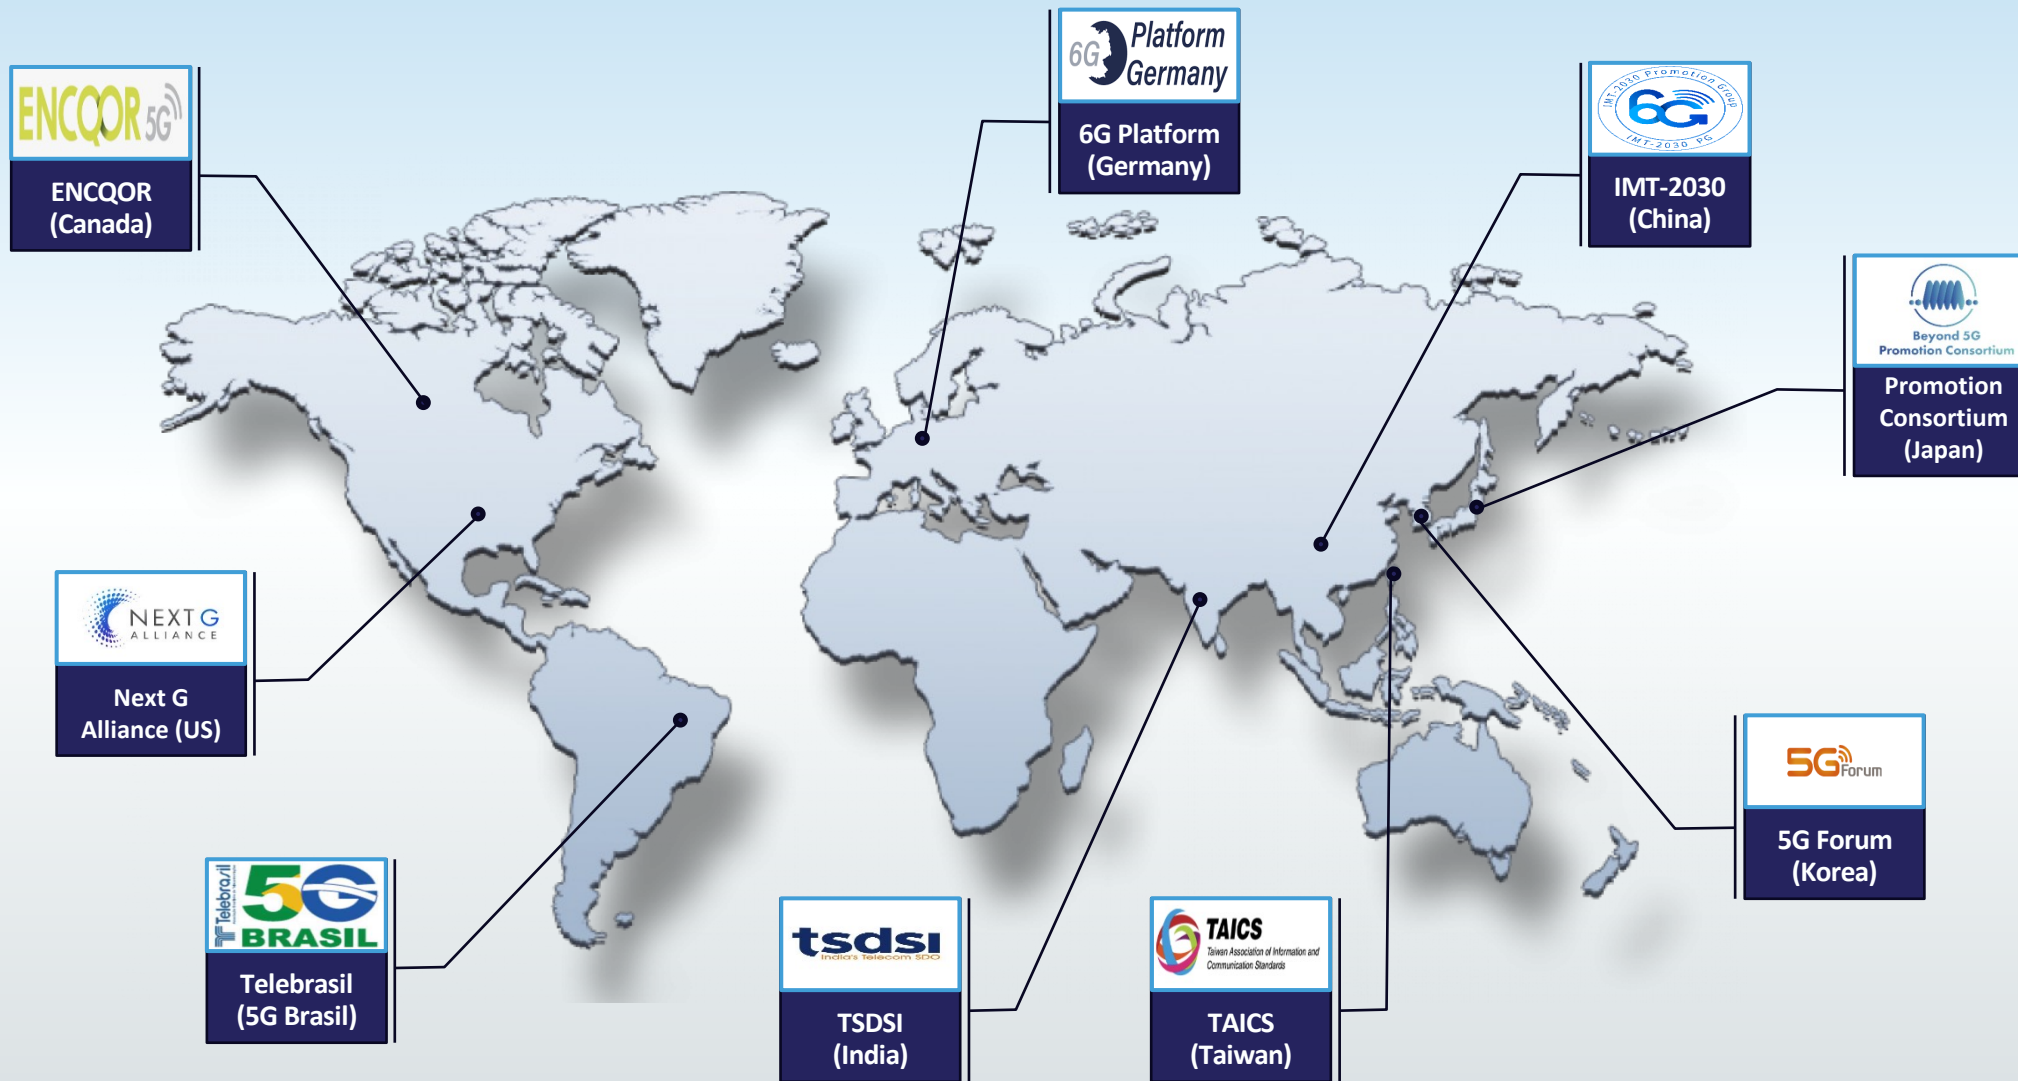 6G
Platform
Germany
6G Platform
(Germany)
ENCQOR 5G
ENCQOR
(Canada)
IMT-2030 Promotion Group
6G
IMT-2030 PG
IMT-2030
(China)
Beyond 5G
Promotion Consortium
Promotion
Consortium
(Japan)
NEXT G
ALLIANCE
Next G
Alliance (US)
5G Forum
5G Forum
(Korea)
Telebrasil
5G
BRASIL
Telebrasil
(5G Brasil)
tsdsi
India's Telecom SDO
TSDSI
(India)
TAICS
Taiwan Association of Information and
Communication Standards
TAICS
(Taiwan)